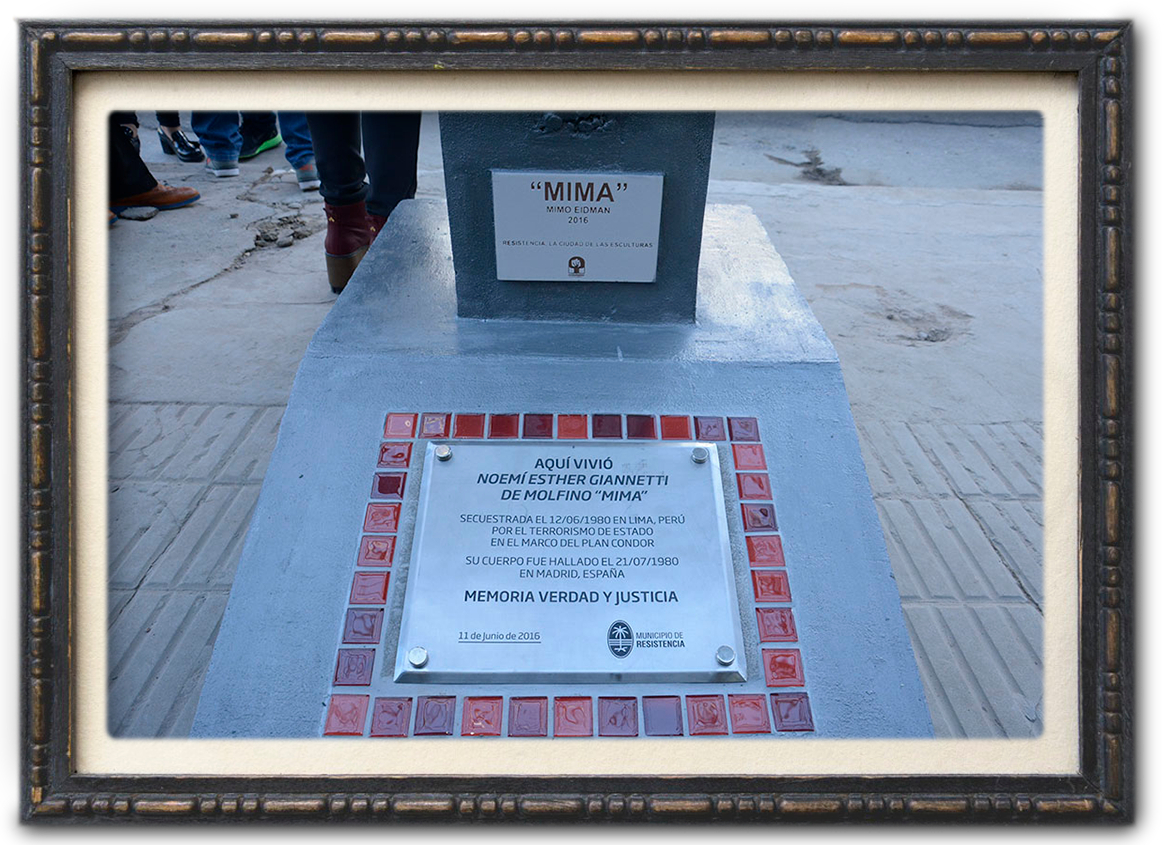 “MIMA”
MIMO EIDMAN
2016
RESISTENCIA: LA CIUDAD DE LAS ESCULTURAS
AQUÍ VIVIÓ
NOEMÍ ESTHER GIANNETTI
DE MOLFINO “MIMA”
SECUESTRADA EL 12/06/1980 EN LIMA, PERÚ
POR EL TERRORISMO DE ESTADO
EN EL MARCO DEL PLAN CONDOR
SU CUERPO FUE HALLADO EL 21/07/1980
EN MADRID, ESPAÑA
MEMORIA VERDAD Y JUSTICIA
11 de Junio de 2016
MUNICIPIO DE
RESISTENCIA